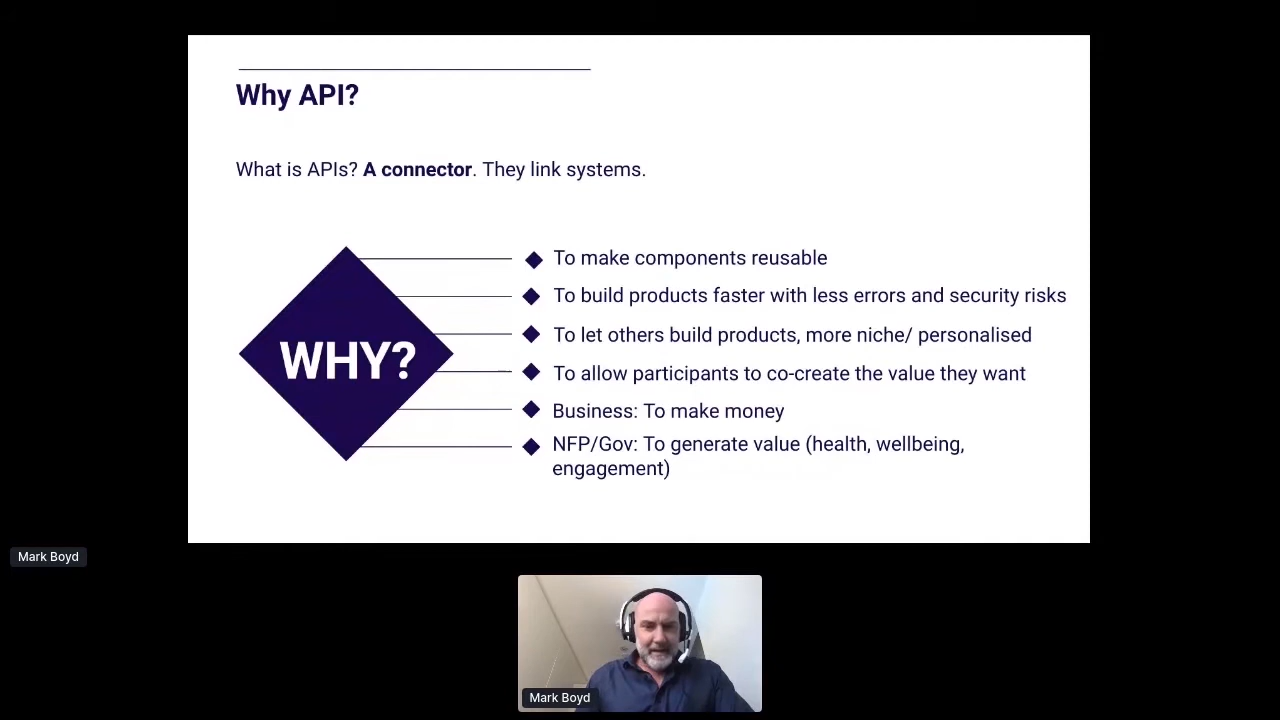 Why API?
What is APIs? A connector. They link systems.
WHY?
To make components reusable
To build products faster with less errors and security risks
To let others build products, more niche/ personalised
To allow participants to co-create the value they want
Business: To make money
NFP/Gov: To generate value (health, wellbeing,
engagement)
Mark Boyd
Mark Boyd